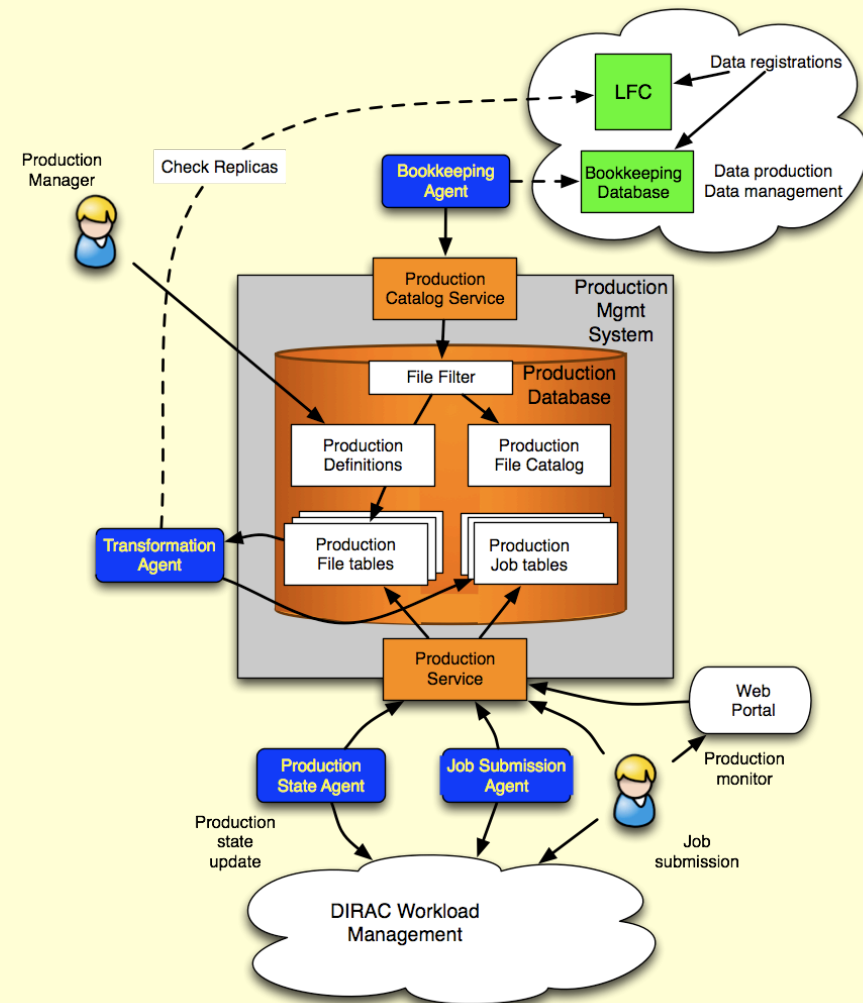 Data registrations
LFC
Production
Manager
Check Replicas
Bookkeeping
Agent
Bookkeeping
Database
Data production
Data management
Production
Catalog Service
Production
Mgmt
System
File Filter
Production
Database
Production
Definitions
Production
File Catalog
Transformation
Agent
Production
File tables
Production
Job tables
Production
Service
Web
Portal
Production
State Agent
Job Submission
Agent
Production
monitor
Production
state
update
Job
submission
DIRAC Workload
Management